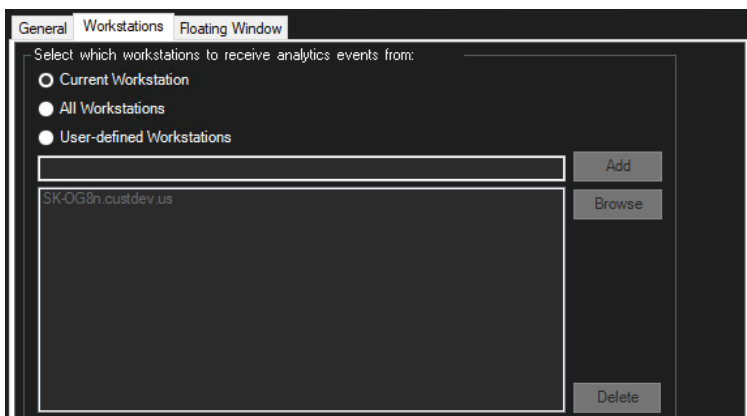 General Workstations Floating Window
Select which workstations to receive analytics events from:
Current Workstation
All Workstations
User-defined Workstations
Add
SK-OG8n.custdev.us
Browse
Delete